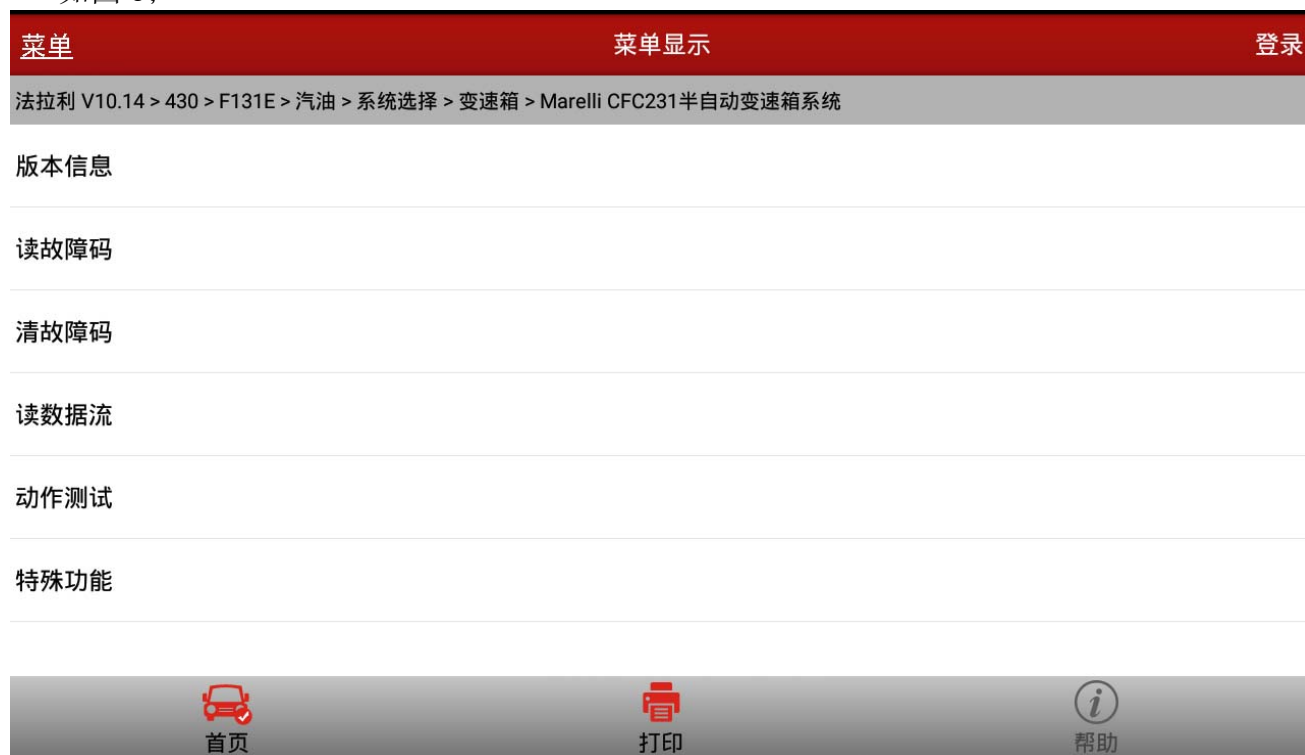 菜单 菜单显示 登录
法拉利 V10.14 > 430 > F131E > 汽油 > 系统选择 > 变速箱 > Marelli CFC231半自动变速箱系统
版本信息
读故障码
清故障码
读数据流
动作测试
特殊功能
首页 打印 帮助